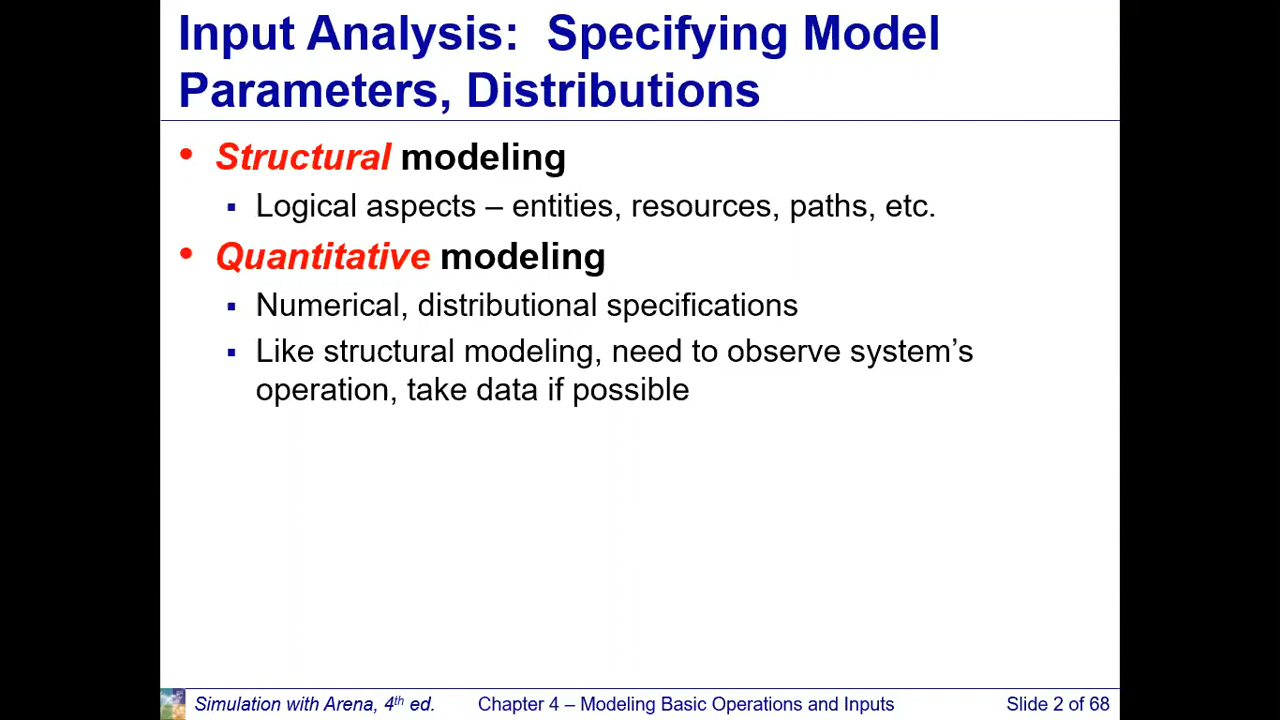 Input Analysis: Specifying Model
Parameters, Distributions
• Structural modeling
▪ Logical aspects – entities, resources, paths, etc.
• Quantitative modeling
▪ Numerical, distributional specifications
▪ Like structural modeling, need to observe system’s
operation, take data if possible
Simulation with Arena, 4th ed. Chapter 4 – Modeling Basic Operations and Inputs Slide 2 of 68